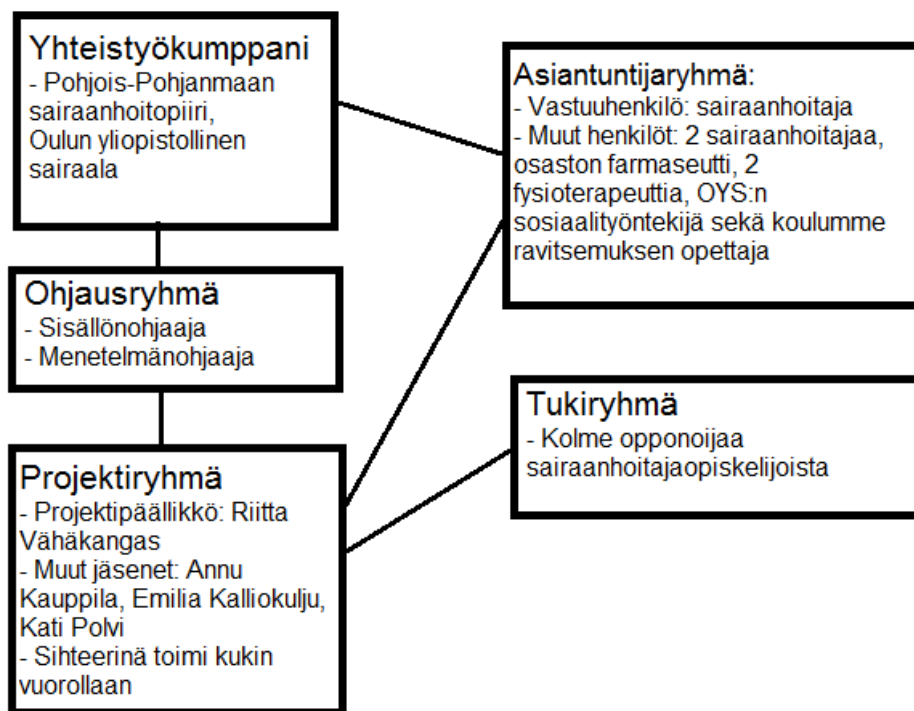 Yhteistyökumppani
- Pohjois-Pohjanmaan
sairaanhoitopiiri,
Oulun yliopistollinen
sairaala
Asiantuntijaryhmä:
- Vastuuhenkilö: sairaanhoitaja
- Muut henkilöt: 2 sairaanhoitajaa,
osaston farmaseutti, 2
fysioterapeuttia, OYS:n
sosiaalityöntekijä sekä koulumme
ravitsemuksen opettaja
Ohjausryhmä
- Sisällönohjaaja
- Menetelmänohjaaja
Tukiryhmä
- Kolme opponoijaa
sairaanhoitajaopiskelijoista
Projektiryhmä
- Projektipäällikkö: Riitta
Vähäkangas
- Muut jäsenet: Annu
Kauppila, Emilia Kalliokulju,
Kati Polvi
- Sihteerinä toimi kukin
vuorollaan